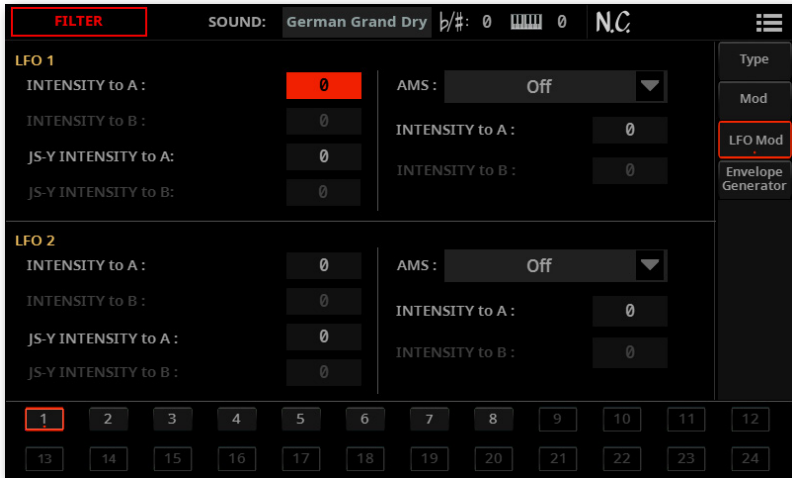 FILTER SOUND: German Grand Dry b/#: 0 0 N.C.
LFO 1
INTENSITY to A : 0
INTENSITY to B : 0
JS-Y INTENSITY to A: 0
JS-Y INTENSITY to B: 0
AMS : Off
INTENSITY to A : 0
INTENSITY to B : 0
LFO 2
INTENSITY to A : 0
INTENSITY to B : 0
JS-Y INTENSITY to A : 0
JS-Y INTENSITY to B : 0
AMS : Off
INTENSITY to A : 0
INTENSITY to B : 0
Type
Mod
LFO Mod
Envelope
Generator
1 2 3 4 5 6 7 8 9 10 11 12
13 14 15 16 17 18 19 20 21 22 23 24